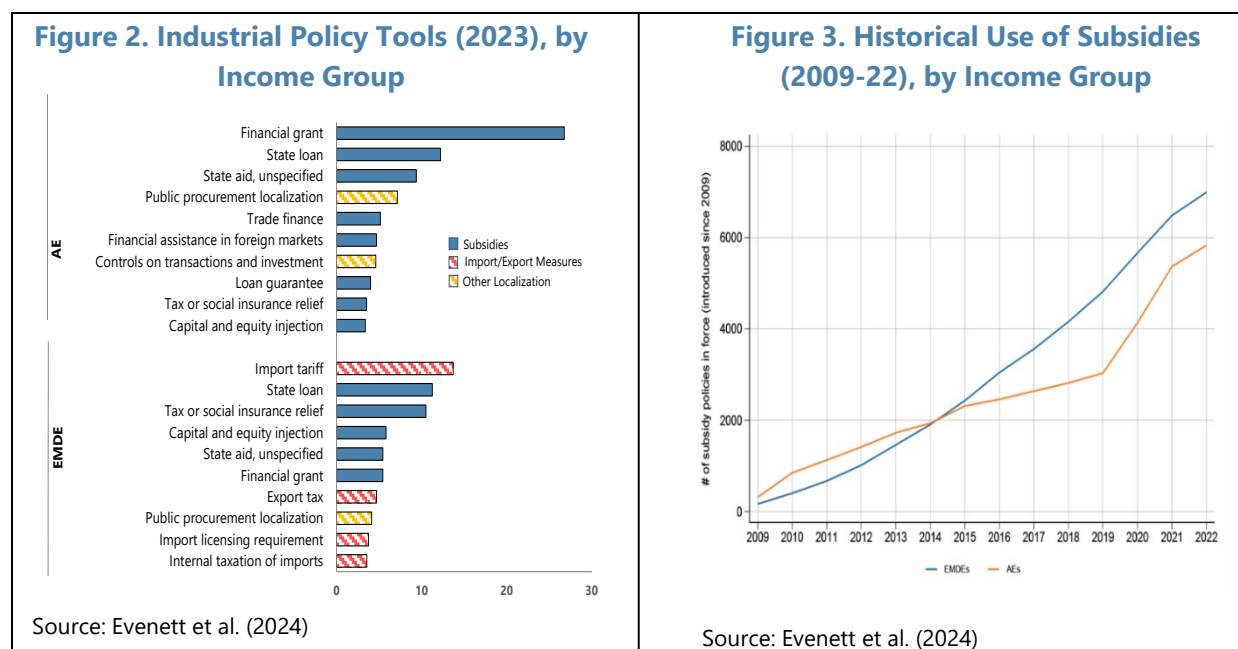 Figure 2. Industrial Policy Tools (2023), by
Income Group
AE
Financial grant
State loan
State aid, unspecified
Public procurement localization
Trade finance
Financial assistance in foreign markets
Controls on transactions and investment
Loan guarantee
Tax or social insurance relief
Capital and equity injection
Subsidies
Import/Export Measures
Other Localization
EMDE
Import tariff
State loan
Tax or social insurance relief
Capital and equity injection
State aid, unspecified
Financial grant
Export tax
Public procurement localization
Import licensing requirement
Internal taxation of imports
0 10 20 30
Source: Evenett et al. (2024)
Figure 3. Historical Use of Subsidies
(2009-22), by Income Group
# of subsidy policies in force (introduced since 2009)
8000
6000
4000
2000
0
2009 2010 2011 2012 2013 2014 2015 2016 2017 2018 2019 2020 2021 2022
EMDEs AEs
Source: Evenett et al. (2024)